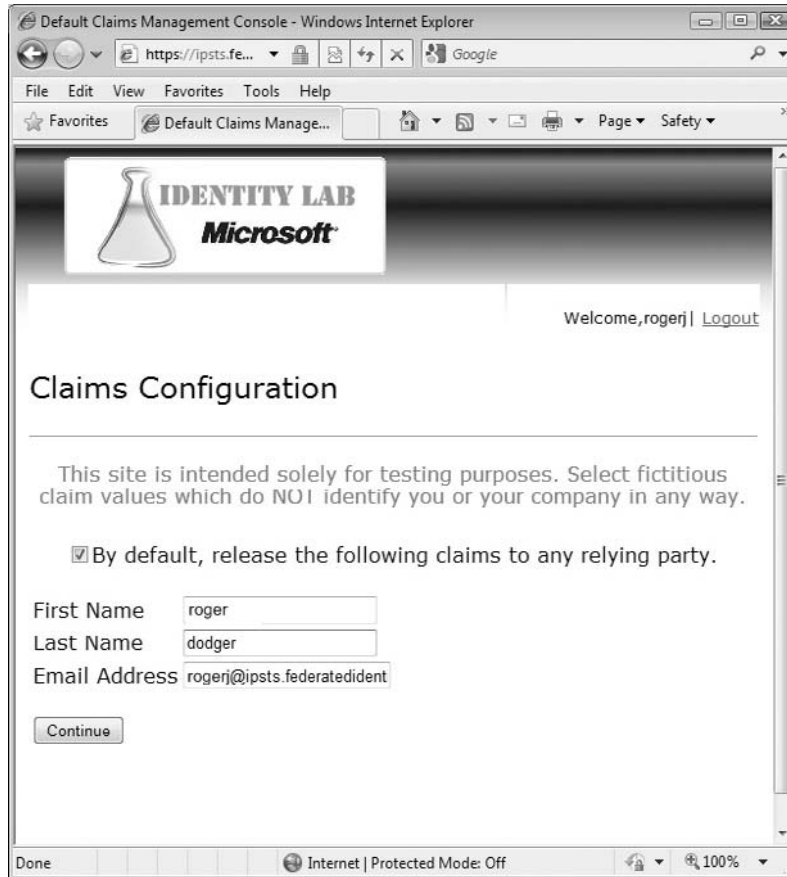 Default Claims Management Console - Windows Internet Explorer
https://ipsts.fe...
Google
File Edit View Favorites Tools Help
Favorites Default Claims Manage... Page Safety »
IDENTITY LAB
Microsoft
Welcome,rogerj| Logout
Claims Configuration
This site is intended solely for testing purposes. Select fictitious
claim values which do NOT identify you or your company in any way.
By default, release the following claims to any relying party.
First Name roger
Last Name dodger
Email Address rogerj@ipsts.federatedident
Continue
Done Internet | Protected Mode: Off 100%